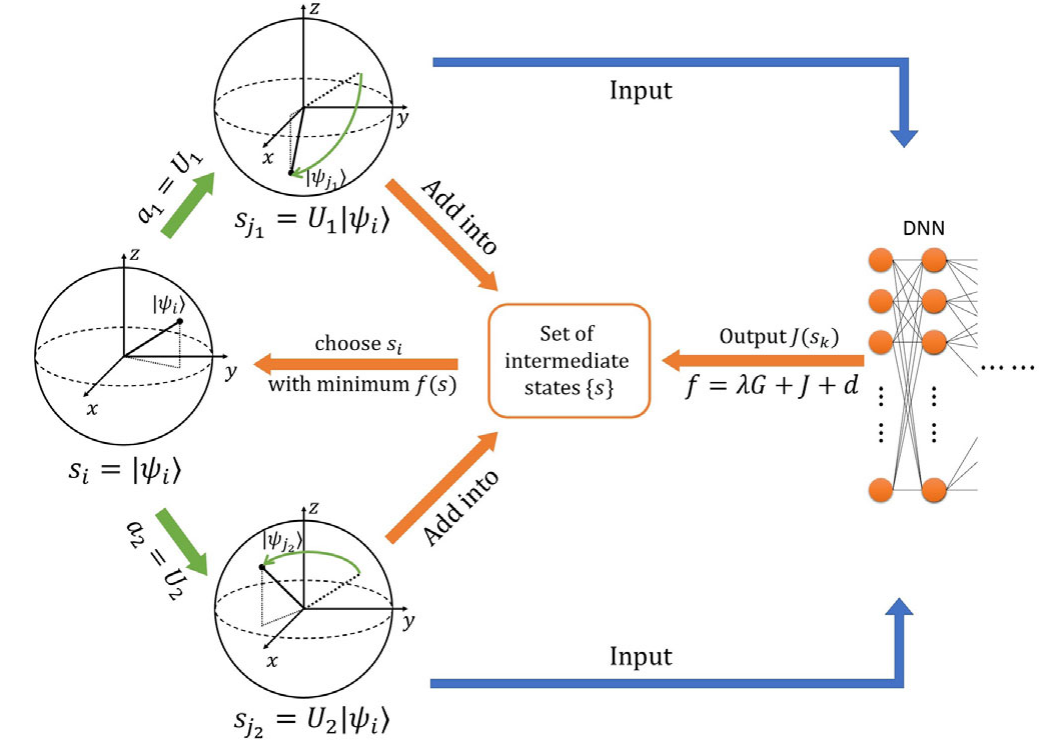 z
y
x
|ψ_{j_1}⟩
s_{j_1} = U_1|ψ_i⟩
a_1 = U_1
Input
Add into
z
|ψ_i⟩
y
x
s_i = |ψ_i⟩
choose s_i
with minimum f(s)
Set of
intermediate
states {s}
Output J(s_k)
f = λG + J + d
DNN
⋯ ⋯
a_2 = U_2
z
|ψ_{j_2}⟩
y
x
s_{j_2} = U_2|ψ_i⟩
Add into
Input